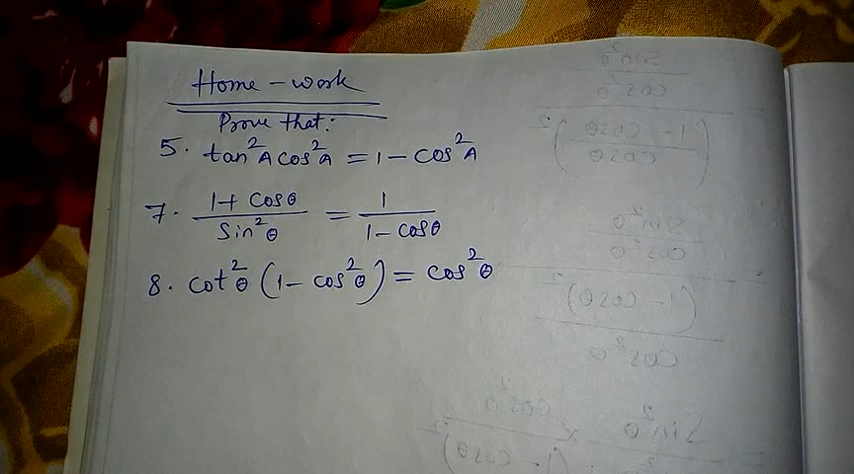 Home-work
Prove that:
5. tan²A cos²A = 1 - cos²A
7. (1 + cosθ) / (Sin²θ) = 1 / (1 - cosθ)
8. cot²θ (1 - cos²θ) = cos²θ